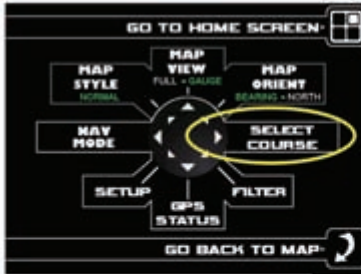 GO TO HOME SCREEN-
MAP
VIEW
FULL • GAUGE
MAP
STYLE
NORMAL
MAP
ORIENT
BEARING • NORTH
NAV
MODE
SELECT
COURSE
SETUP
GPS
STATUS
FILTER
GO BACK TO MAP-